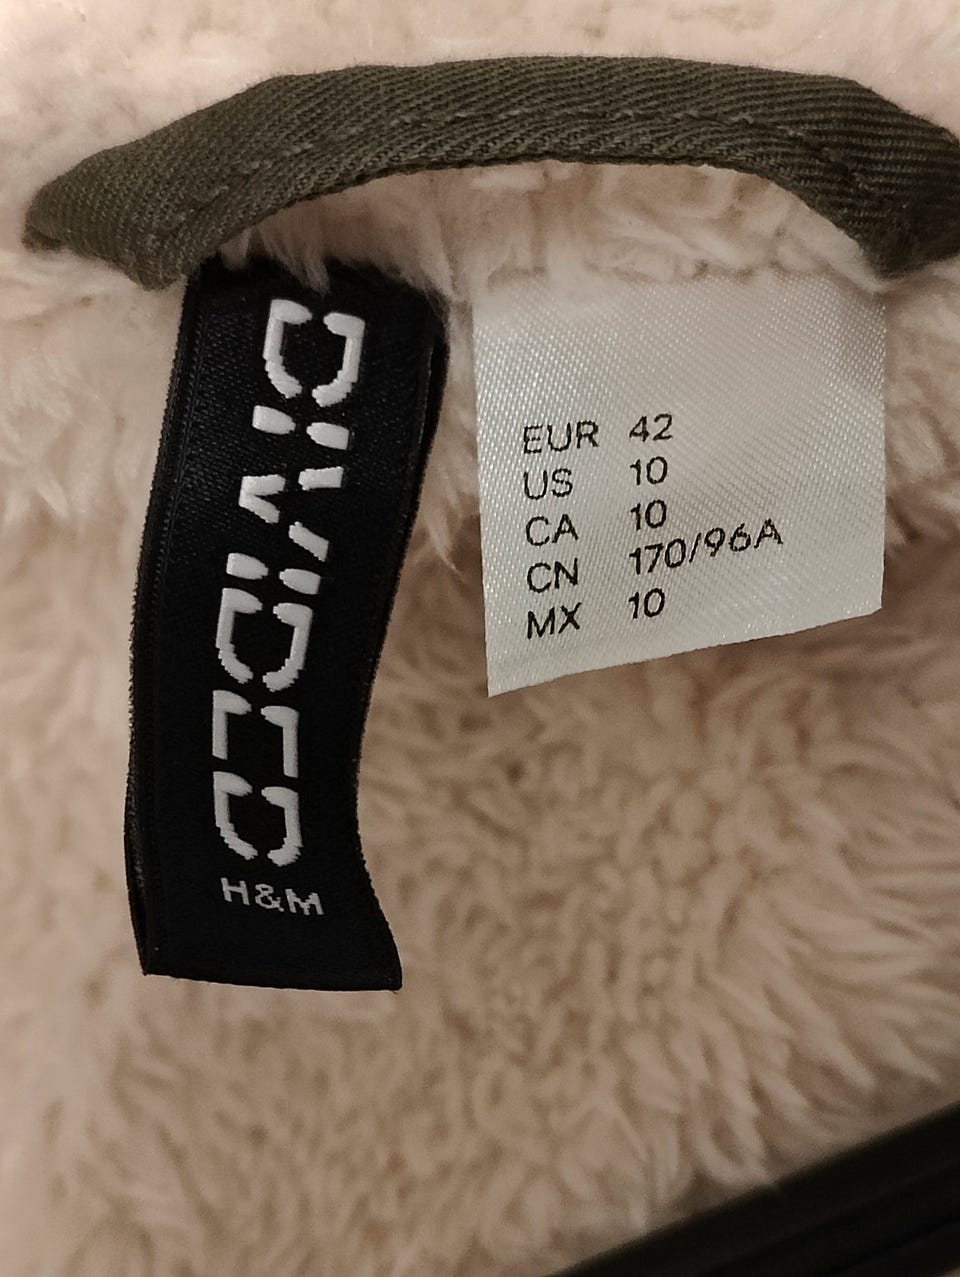 DIVIDED
H&M
EUR 42
US 10
CA 10
CN 170/96A
MX 10